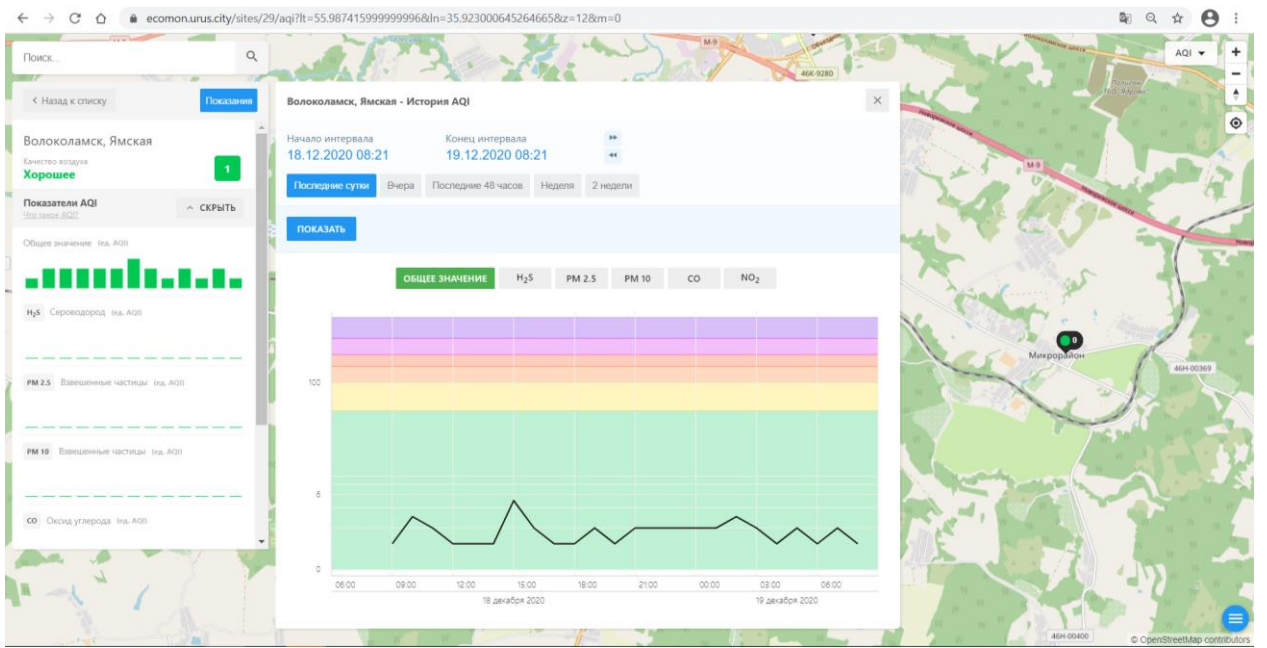 ecomon.urus.city/sites/29/aqi?lt=55.987415999999996&ln=35.923000645264665&z=12&m=0
Поиск...
AQI
Назад к списку
Показания
Волоколамск, Ямская
Качество воздуха
Хорошее
1
Показатели AQI
Что такое AQI?
СКРЫТЬ
Общее значение (ед. AQI)
H₂S Сероводород (ед. AQI)
PM 2.5 Взвешенные частицы (ед. AQI)
PM 10 Взвешенные частицы (ед. AQI)
CO Оксид углерода (ед. AQI)
Волоколамск, Ямская - История AQI
Начало интервала
Конец интервала
18.12.2020 08:21
19.12.2020 08:21
Последние сутки
Вчера
Последние 48 часов
Неделя
2 недели
ПОКАЗАТЬ
ОБЩЕЕ ЗНАЧЕНИЕ
H₂S
PM 2.5
PM 10
CO
NO₂
100
6
0
06:00 09:00 12:00 15:00 18:00 21:00 00:00 03:00 06:00
18 декабря 2020
19 декабря 2020
М-9
46К-9280
Новорижское шоссе
М-9
0
Микрорайон
46Н-00369
46Н-00400
© OpenStreetMap contributors